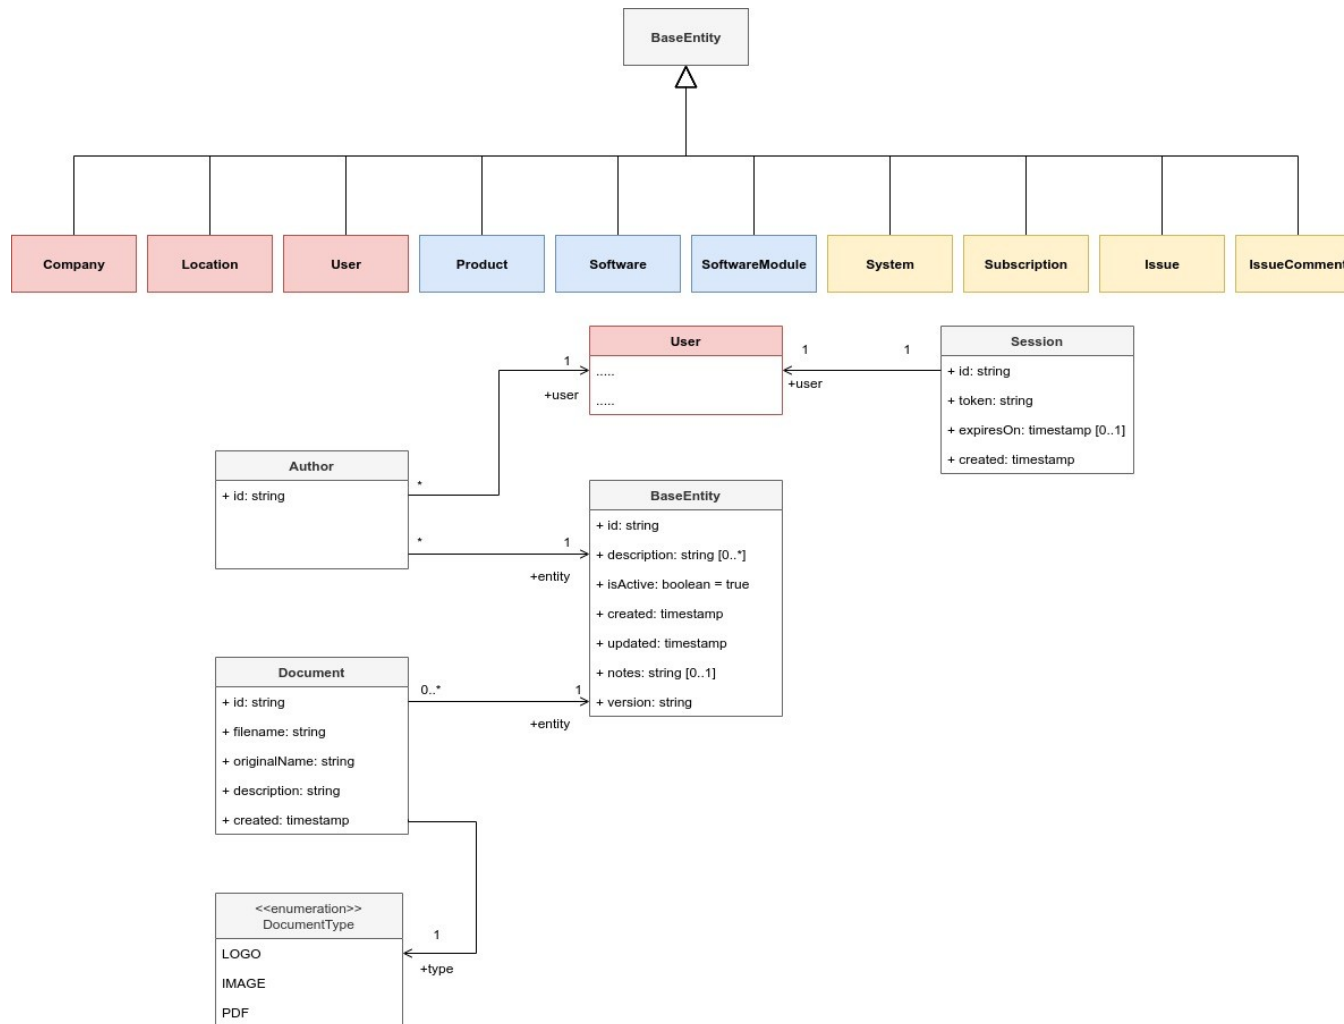 BaseEntity
Company
Location
User
Product
Software
SoftwareModule
System
Subscription
Issue
IssueComment
User
.....
.....
1
+user
1
1
+user
Session
+ id: string
+ token: string
+ expiresOn: timestamp [0..1]
+ created: timestamp
Author
+ id: string
*
*
1
+entity
BaseEntity
+ id: string
+ description: string [0..*]
+ isActive: boolean = true
+ created: timestamp
+ updated: timestamp
+ notes: string [0..1]
+ version: string
Document
+ id: string
+ filename: string
+ originalName: string
+ description: string
+ created: timestamp
0..*
1
+entity
<<enumeration>>
DocumentType
LOGO
IMAGE
PDF
1
+type